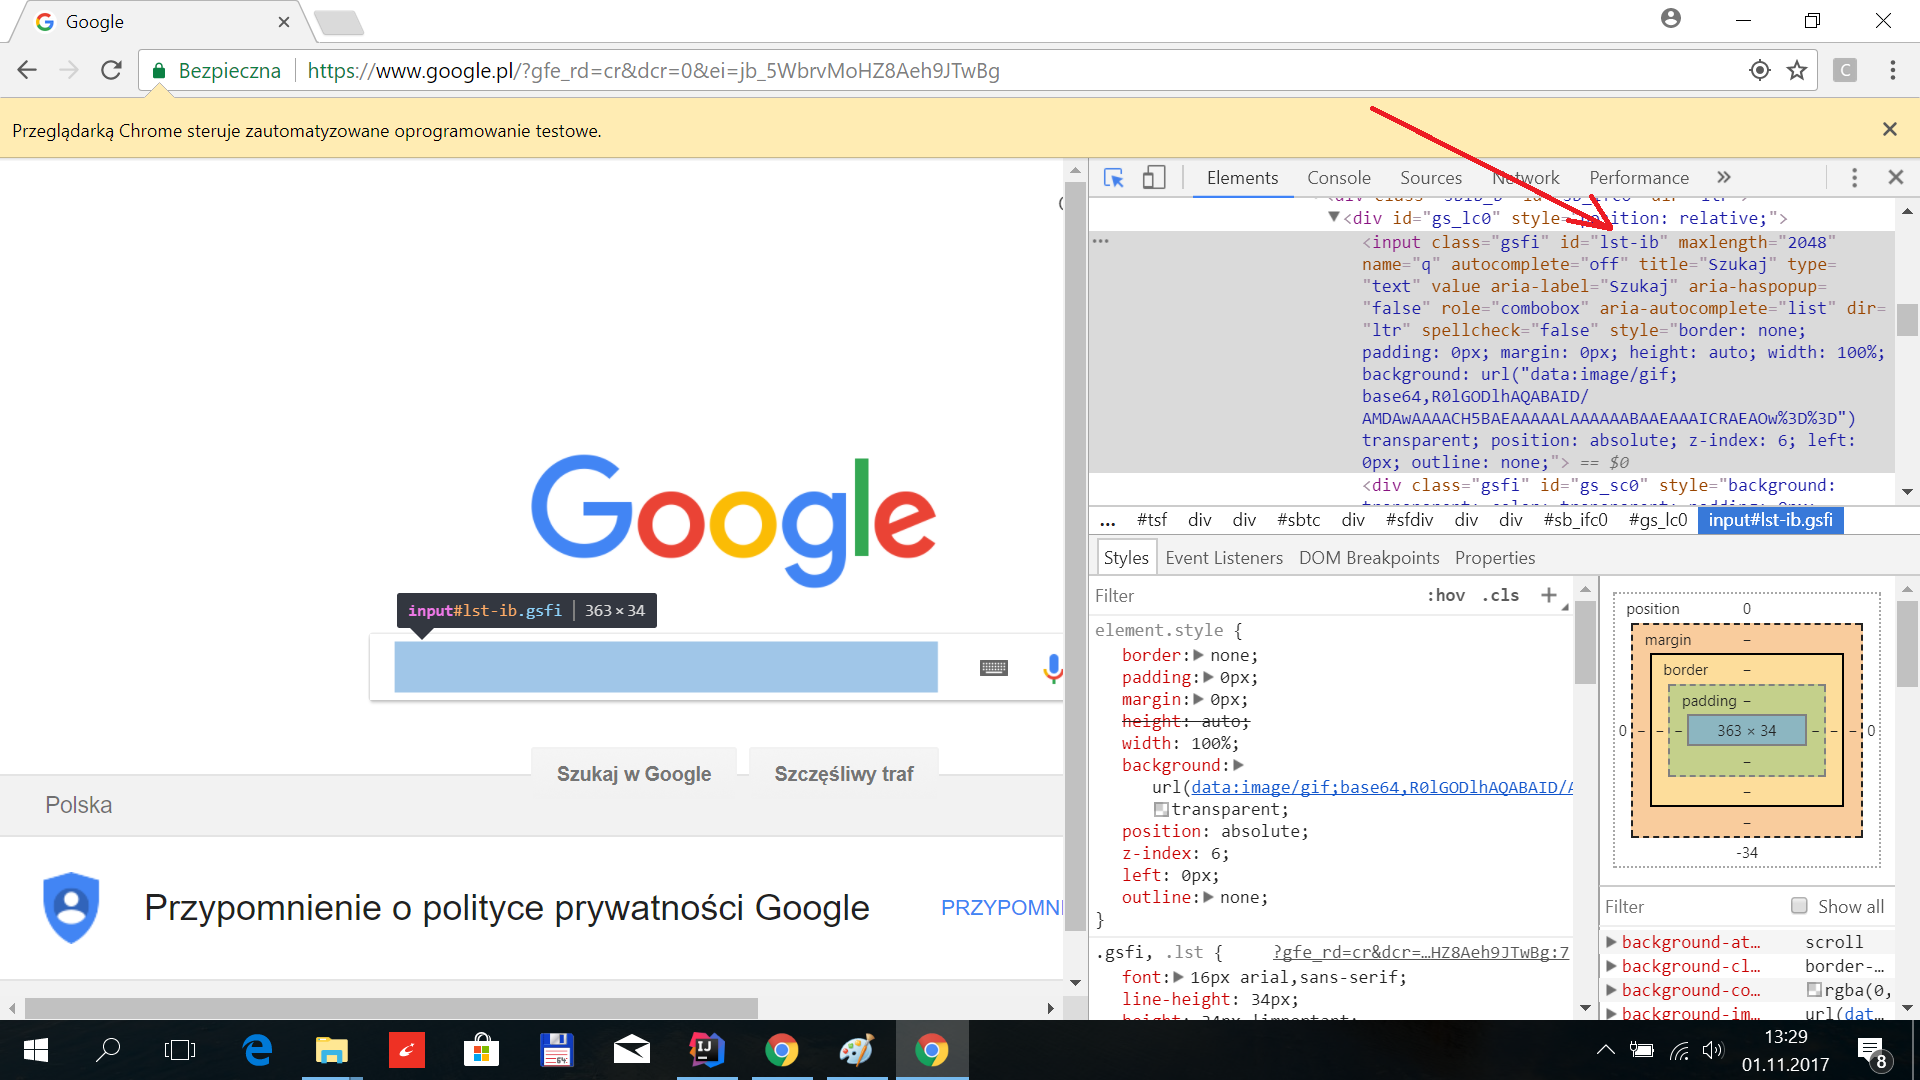 Google
Bezpieczna
https://www.google.pl/?gfe_rd=cr&dcr=0&ei=jb_5WbrvMoHZ8Aeh9JTwBg
C
Przeglądarką Chrome steruje zautomatyzowane oprogramowanie testowe.
Elements Console Sources Network Performance »
<div id="gs_lc0" style="position: relative;">
<input class="gsfi" id="lst-ib" maxlength="2048"
name="q" autocomplete="off" title="Szukaj" type=
"text" value aria-label="Szukaj" aria-haspopup=
"false" role="combobox" aria-autocomplete="list" dir=
"ltr" spellcheck="false" style="border: none;
padding: 0px; margin: 0px; height: auto; width: 100%;
background: url("data:image/gif;
base64,R0lGODlhAQABAID/
AMDAwAAAACH5BAEAAAAALAAAAAABAAEAAAICRAEAOw%3D%3D")
transparent; position: absolute; z-index: 6; left:
0px; outline: none;"> == $0
<div class="gsfi" id="gs_sc0" style="background:
... #tsf div div #sbtc div #sfdiv div div #sb_ifc0 #gs_lc0 input#lst-ib.gsfi
Styles Event Listeners DOM Breakpoints Properties
Filter :hov .cls +
element.style {
border: none;
padding: 0px;
margin: 0px;
height: auto;
width: 100%;
background:
url(data:image/gif;base64,R0lGODlhAQABAID/A
transparent;
position: absolute;
z-index: 6;
left: 0px;
outline: none;
}
.gsfi, .lst { ?gfe_rd=cr&dcr=…HZ8Aeh9JTwBg:7
font: 16px arial,sans-serif;
line-height: 34px;
height: 34px !important;
position 0
margin –
border –
padding –
0 – – – 363 × 34 – – – 0
–
–
–
-34
Filter Show all
background-at… scroll
background-cl… border-…
background-co… rgba(0,
background-im… url(dat…
Google
input#lst-ib.gsfi 363 × 34
Szukaj w Google Szczęśliwy traf
Polska
Przypomnienie o polityce prywatności Google PRZYPOMNI
64
IJ
13:29
01.11.2017
8